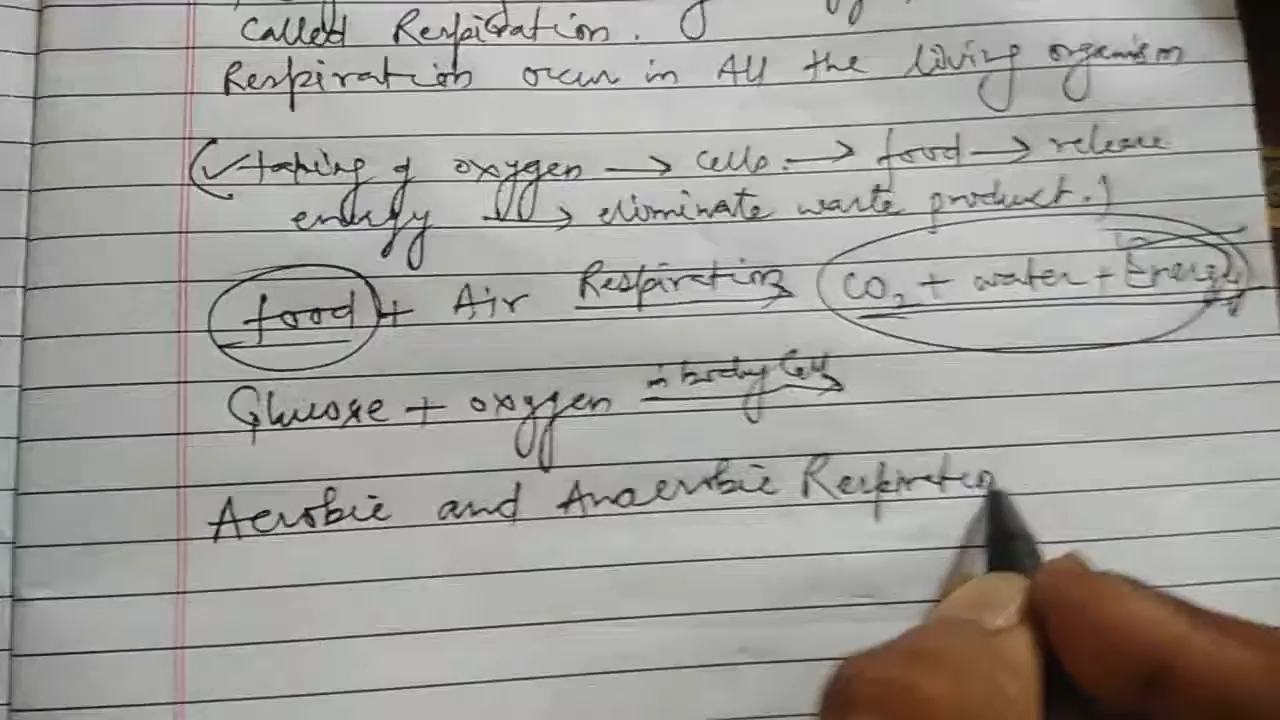 called Respiration.
Respiration occur in All the living organism
(✓ taking of oxygen → cells → food → release
energy → eliminate waste product.)
food + Air Respiration → CO₂ + water + Energy
Glucose + oxygen in body Cell →
Aerobic and Anaerobic Respiration